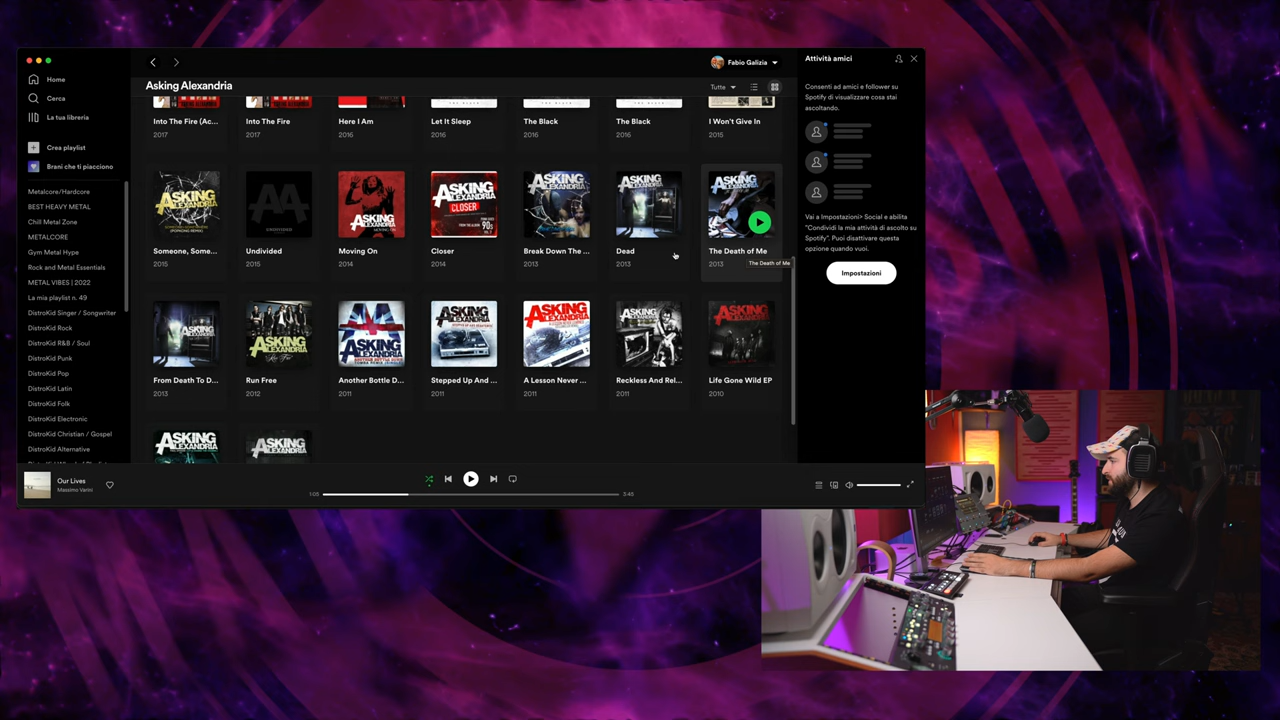 Home
Cerca
La tua libreria
Crea playlist
Brani che ti piacciono
Metalcore/Hardcore
BEST HEAVY METAL
Chill Metal Zone
METALCORE
Gym Metal Hype
Rock and Metal Essentials
METAL VIBES | 2022
La mia playlist n. 49
DistroKid Singer / Songwriter
DistroKid Rock
DistroKid R&B / Soul
DistroKid Punk
DistroKid Pop
DistroKid Latin
DistroKid Folk
DistroKid Electronic
DistroKid Christian / Gospel
DistroKid Alternative
Fabio Galizia
Asking Alexandria
Tutte
Into The Fire (Ac...
2017
Into The Fire
2017
Here I Am
2016
Let It Sleep
2016
The Black
2016
The Black
2016
I Won't Give In
2015
Someone, Some...
2015
Undivided
2015
Moving On
2014
Closer
2014
Break Down The ...
2013
Dead
2013
The Death of Me
2013
The Death of Me
From Death To D...
2013
Run Free
2012
Another Bottle D...
2011
Stepped Up And ...
2011
A Lesson Never ...
2011
Reckless And Rel...
2011
Life Gone Wild EP
2010
Attività amici
Consenti ad amici e follower su
Spotify di visualizzare cosa stai
ascoltando.
Vai a Impostazioni> Social e abilita
"Condividi la mia attività di ascolto su
Spotify". Puoi disattivare questa
opzione quando vuoi.
Impostazioni
Our Lives
Massimo Varini
1:05
3:49